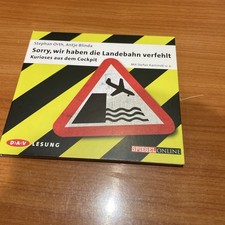 Stephan Orth, Antje Blinda
Sorry, wir haben die Landebahn verfehlt
Kurioses aus dem Cockpit
DAV
LESUNG
SPIEGEL ONLINE